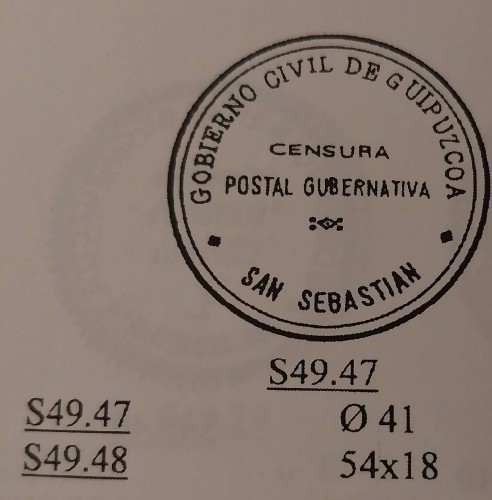 GOBIERNO CIVIL DE GUIPUZCOA
CENSURA
POSTAL GUBERNATIVA
SAN SEBASTIAN
S49.47
S49.47 Ø 41
S49.48 54x18